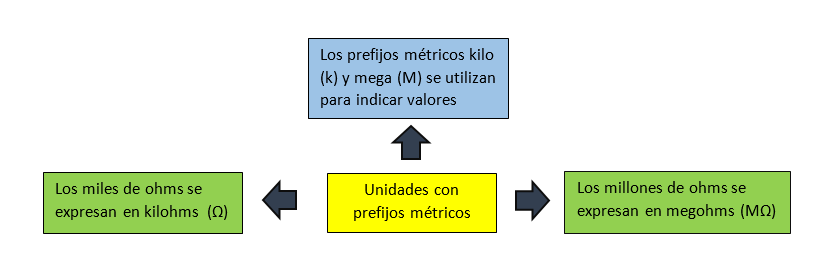 Los prefijos métricos kilo
(k) y mega (M) se utilizan
para indicar valores
Los miles de ohms se
expresan en kilohms (Ω)
Unidades con
prefijos métricos
Los millones de ohms se
expresan en megohms (MΩ)